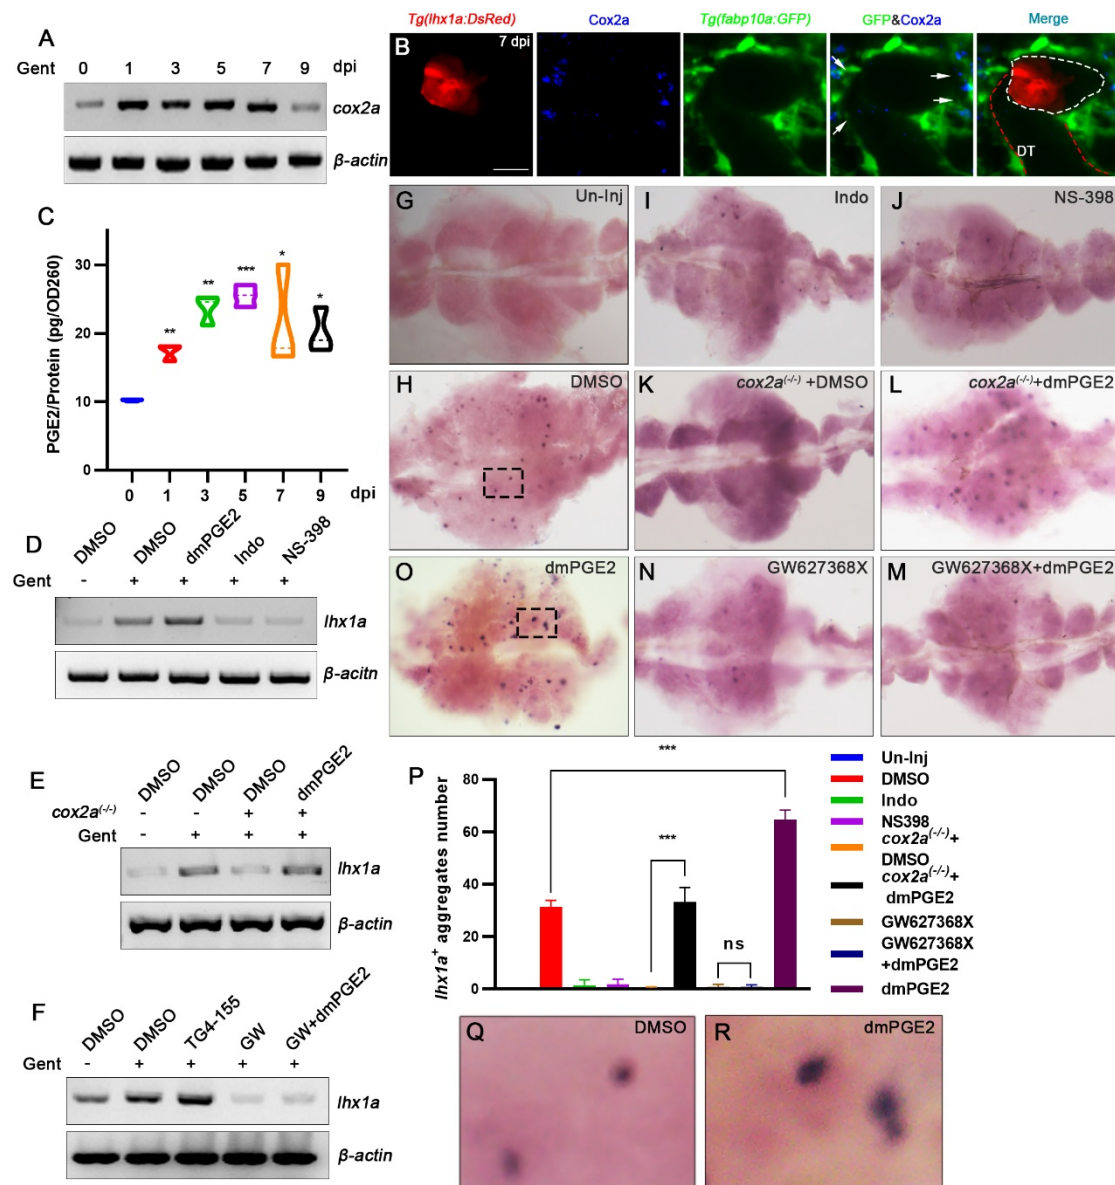 A
Gent 0 1 3 5 7 9 dpi
cox2a
β-actin
Tg(lhx1a:DsRed) Cox2a Tg(fabp10a:GFP) GFP&Cox2a Merge
B 7 dpi
DT
C
PGE2/Protein (pg/OD260)
30
20
10
0
** ** *** * *
0 1 3 5 7 9 dpi
D
DMSO DMSO dmPGE2 Indo NS-398
Gent - + + + +
lhx1a
β-acitn
E
DMSO DMSO DMSO dmPGE2
cox2a(-/-) - - + +
Gent - + + +
lhx1a
β-actin
F
DMSO DMSO TG4-155 GW GW+dmPGE2
Gent - + + + +
lhx1a
β-actin
G Un-Inj
I Indo
J NS-398
H DMSO
K cox2a(-/-) +DMSO
L cox2a(-/-)+dmPGE2
O dmPGE2
N GW627368X
M GW627368X+dmPGE2
P
lhx1a+ aggregates number
80
60
40
20
0
***
***
ns
Un-Inj
DMSO
Indo
NS398
cox2a(-/-)+
DMSO
cox2a(-/-)+
dmPGE2
GW627368X
GW627368X
+dmPGE2
dmPGE2
Q DMSO
R dmPGE2